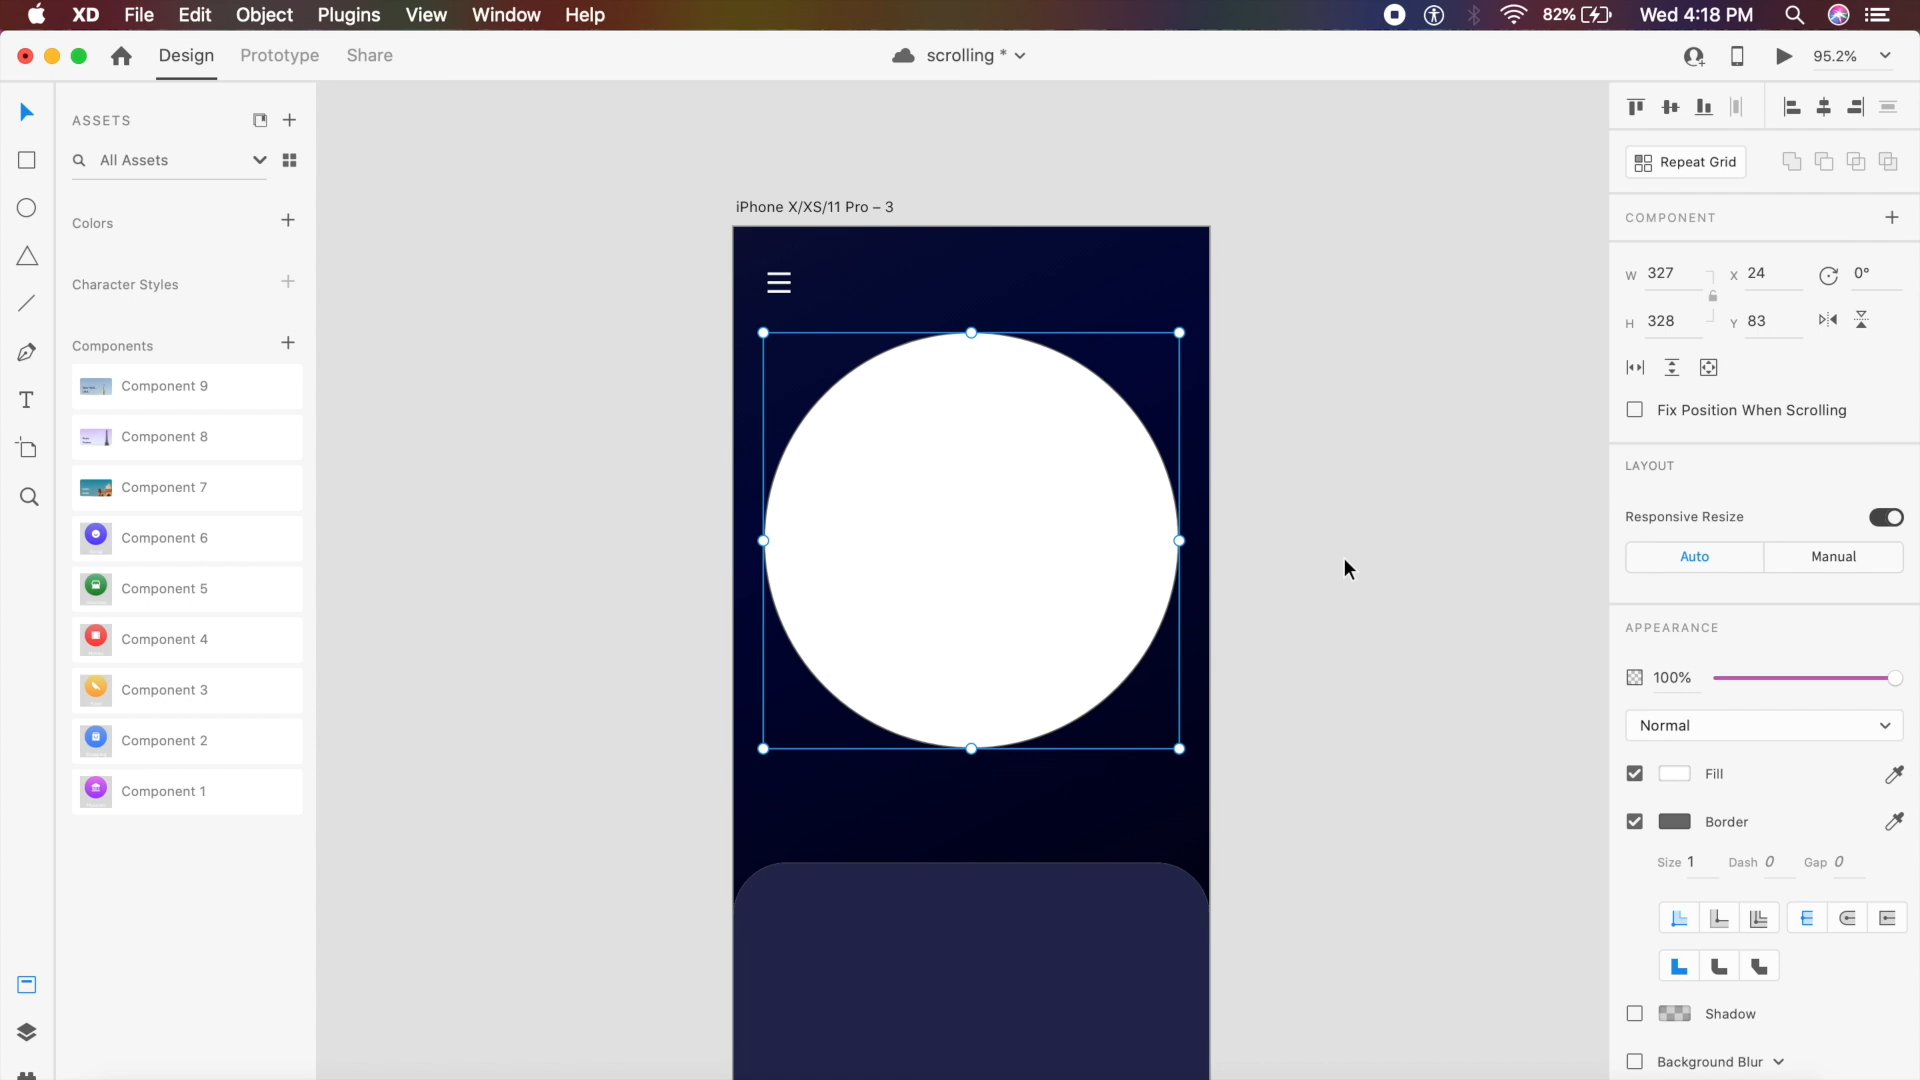 XD File Edit Object Plugins View Window Help 82% Wed 4:18 PM
Design Prototype Share scrolling * 95.2%
ASSETS
All Assets
Repeat Grid
iPhone X/XS/11 Pro – 3
Colors
COMPONENT
Character Styles
W 327 X 24 0°
H 328 Y 83
Components
Component 9
Fix Position When Scrolling
Component 8
LAYOUT
Component 7
Responsive Resize
Component 6
Auto Manual
Component 5
APPEARANCE
Component 4
100%
Component 3
Normal
Component 2
Fill
Component 1
Border
Size 1 Dash 0 Gap 0
Shadow
Background Blur